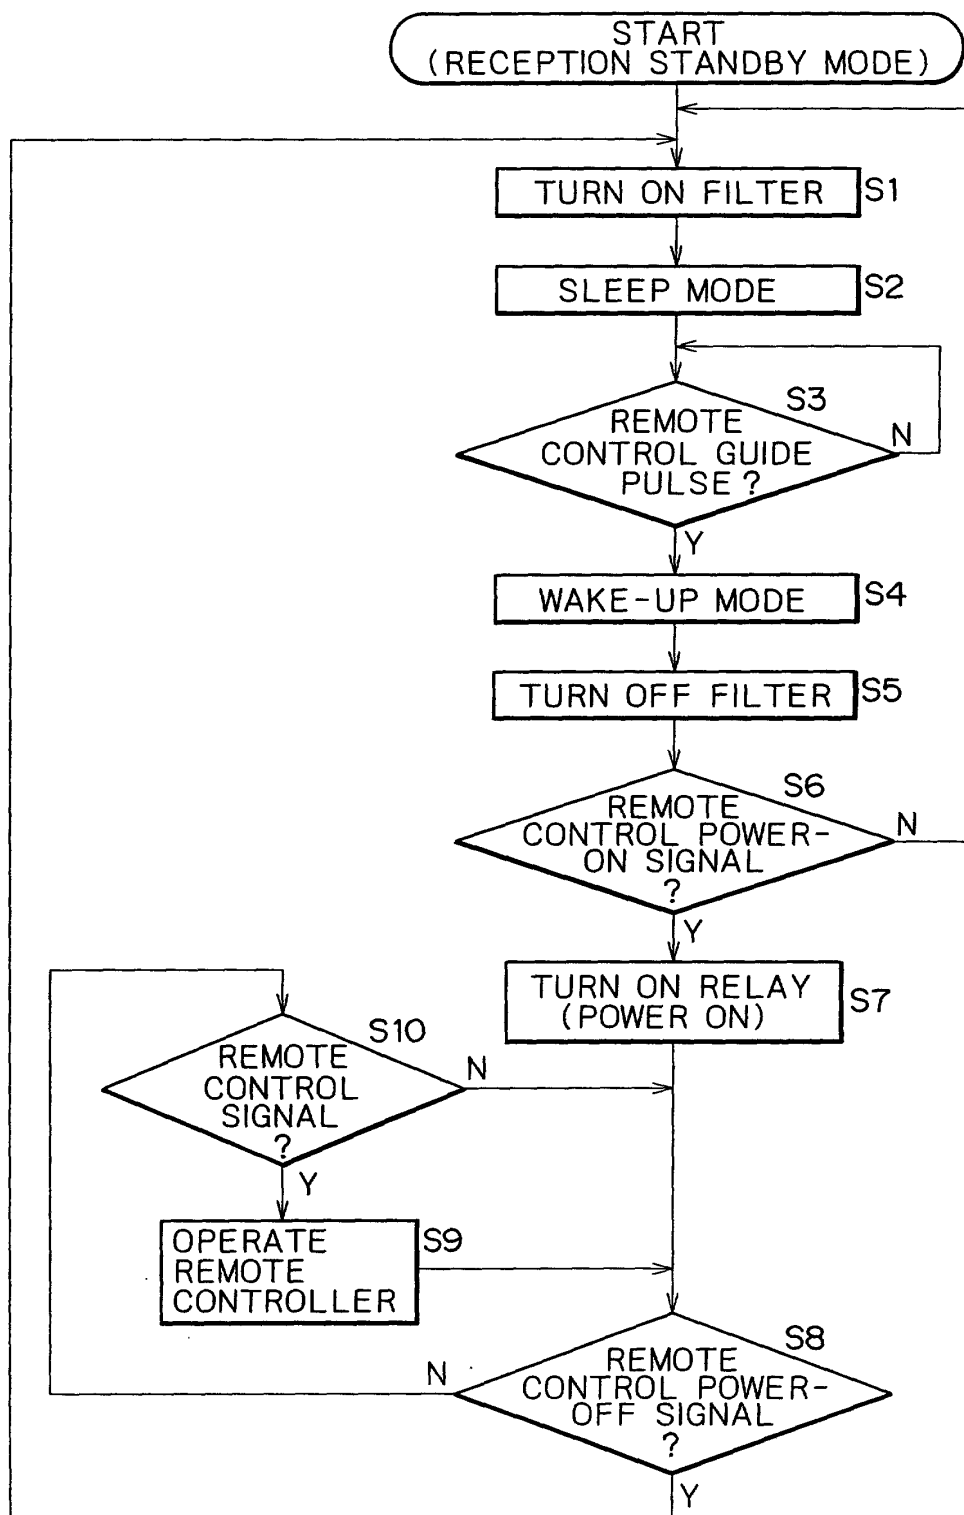 START
(RECEPTION STANDBY MODE)
TURN ON FILTER S1
SLEEP MODE S2
S3
REMOTE
CONTROL GUIDE
PULSE?
N
Y
WAKE-UP MODE S4
TURN OFF FILTER S5
S6
REMOTE
CONTROL POWER-
ON SIGNAL
?
N
Y
TURN ON RELAY
(POWER ON)
S7
S10
REMOTE
CONTROL
SIGNAL
?
N
Y
OPERATE
REMOTE
CONTROLLER
S9
S8
REMOTE
CONTROL POWER-
OFF SIGNAL
?
N
Y